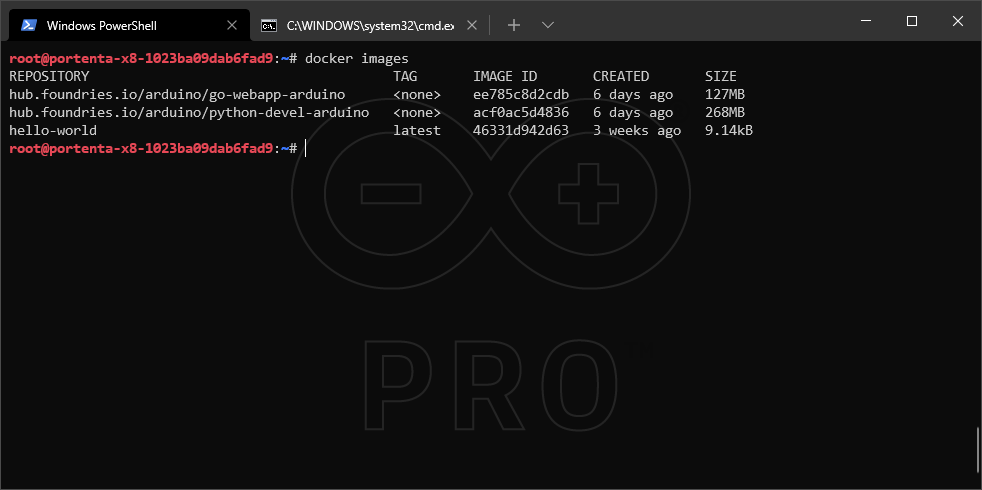 Windows PowerShell
C:\WINDOWS\system32\cmd.ex
root@portenta-x8-1023ba09dab6fad9:~# docker images
REPOSITORY TAG IMAGE ID CREATED SIZE
hub.foundries.io/arduino/go-webapp-arduino <none> ee785c8d2cdb 6 days ago 127MB
hub.foundries.io/arduino/python-devel-arduino <none> acf0ac5d4836 6 days ago 268MB
hello-world latest 46331d942d63 3 weeks ago 9.14kB
root@portenta-x8-1023ba09dab6fad9:~#
PRO